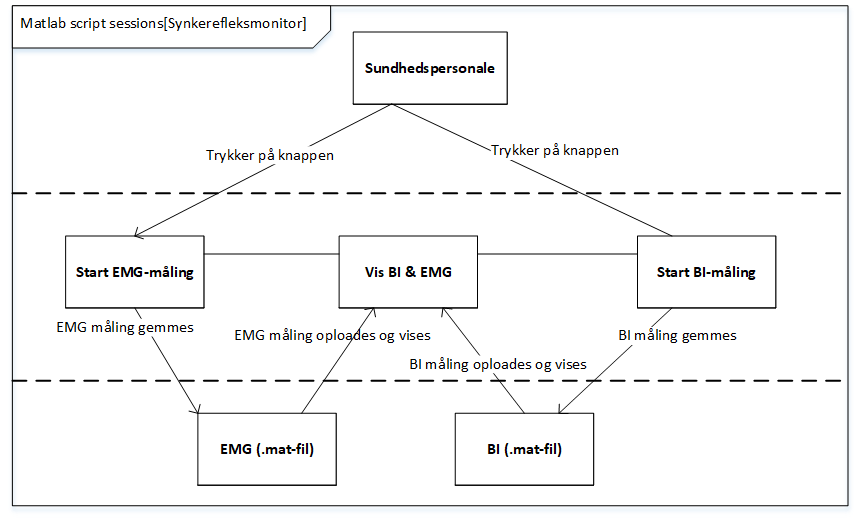 Matlab script sessions[Synkerefleksmonitor]
Sundhedspersonale
Trykker på knappen
Trykker på knappen
Start EMG-måling
Vis BI & EMG
Start BI-måling
EMG måling gemmes
EMG måling oploades og vises
BI måling gemmes
BI måling oploades og vises
EMG (.mat-fil)
BI (.mat-fil)